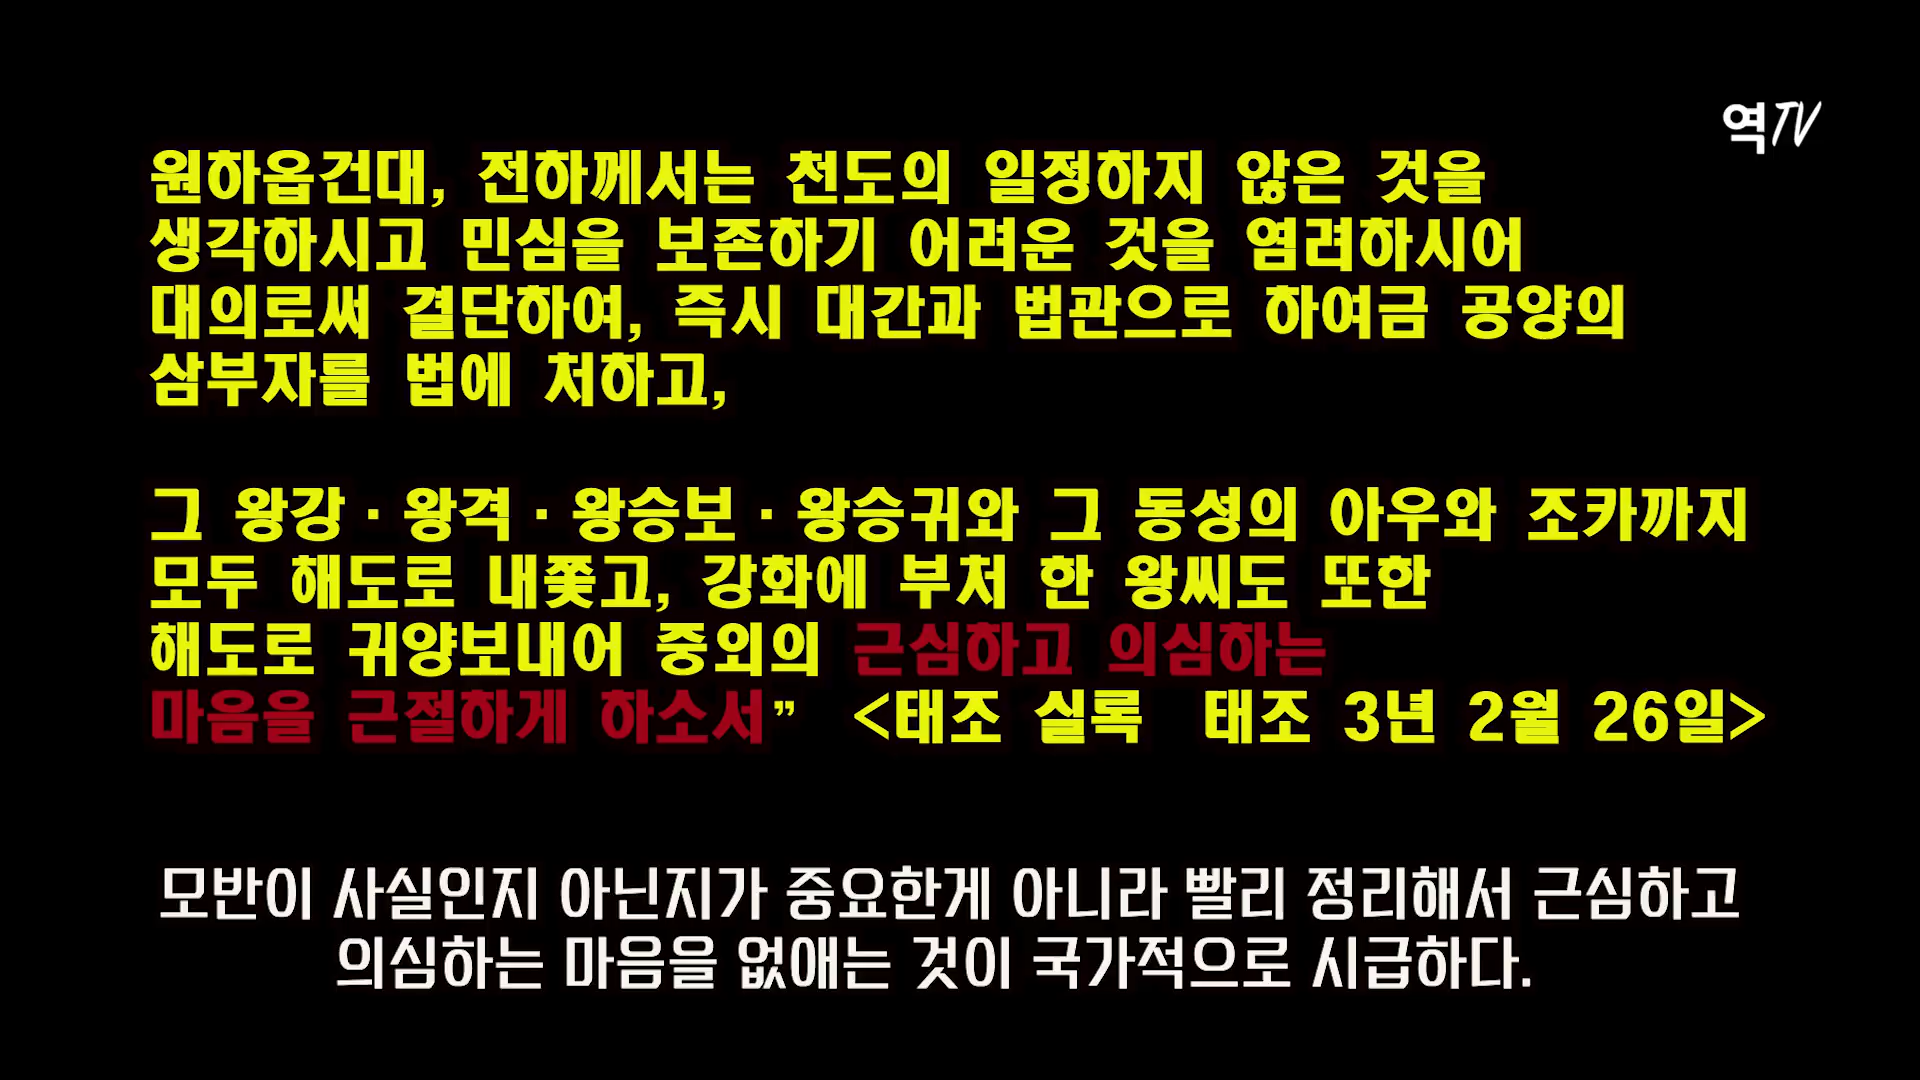 역TV
원하옵건대, 전하께서는 천도의 일정하지 않은 것을
생각하시고 민심을 보존하기 어려운 것을 염려하시어
대의로써 결단하여, 즉시 대간과 법관으로 하여금 공양의
삼부자를 법에 처하고,
그 왕강·왕격·왕승보·왕승귀와 그 동성의 아우와 조카까지
모두 해도로 내쫓고, 강화에 부처 한 왕씨도 또한
해도로 귀양보내어 중외의 근심하고 의심하는
마음을 근절하게 하소서” <태조 실록 태조 3년 2월 26일>
모반이 사실인지 아닌지가 중요한게 아니라 빨리 정리해서 근심하고
의심하는 마음을 없애는 것이 국가적으로 시급하다.